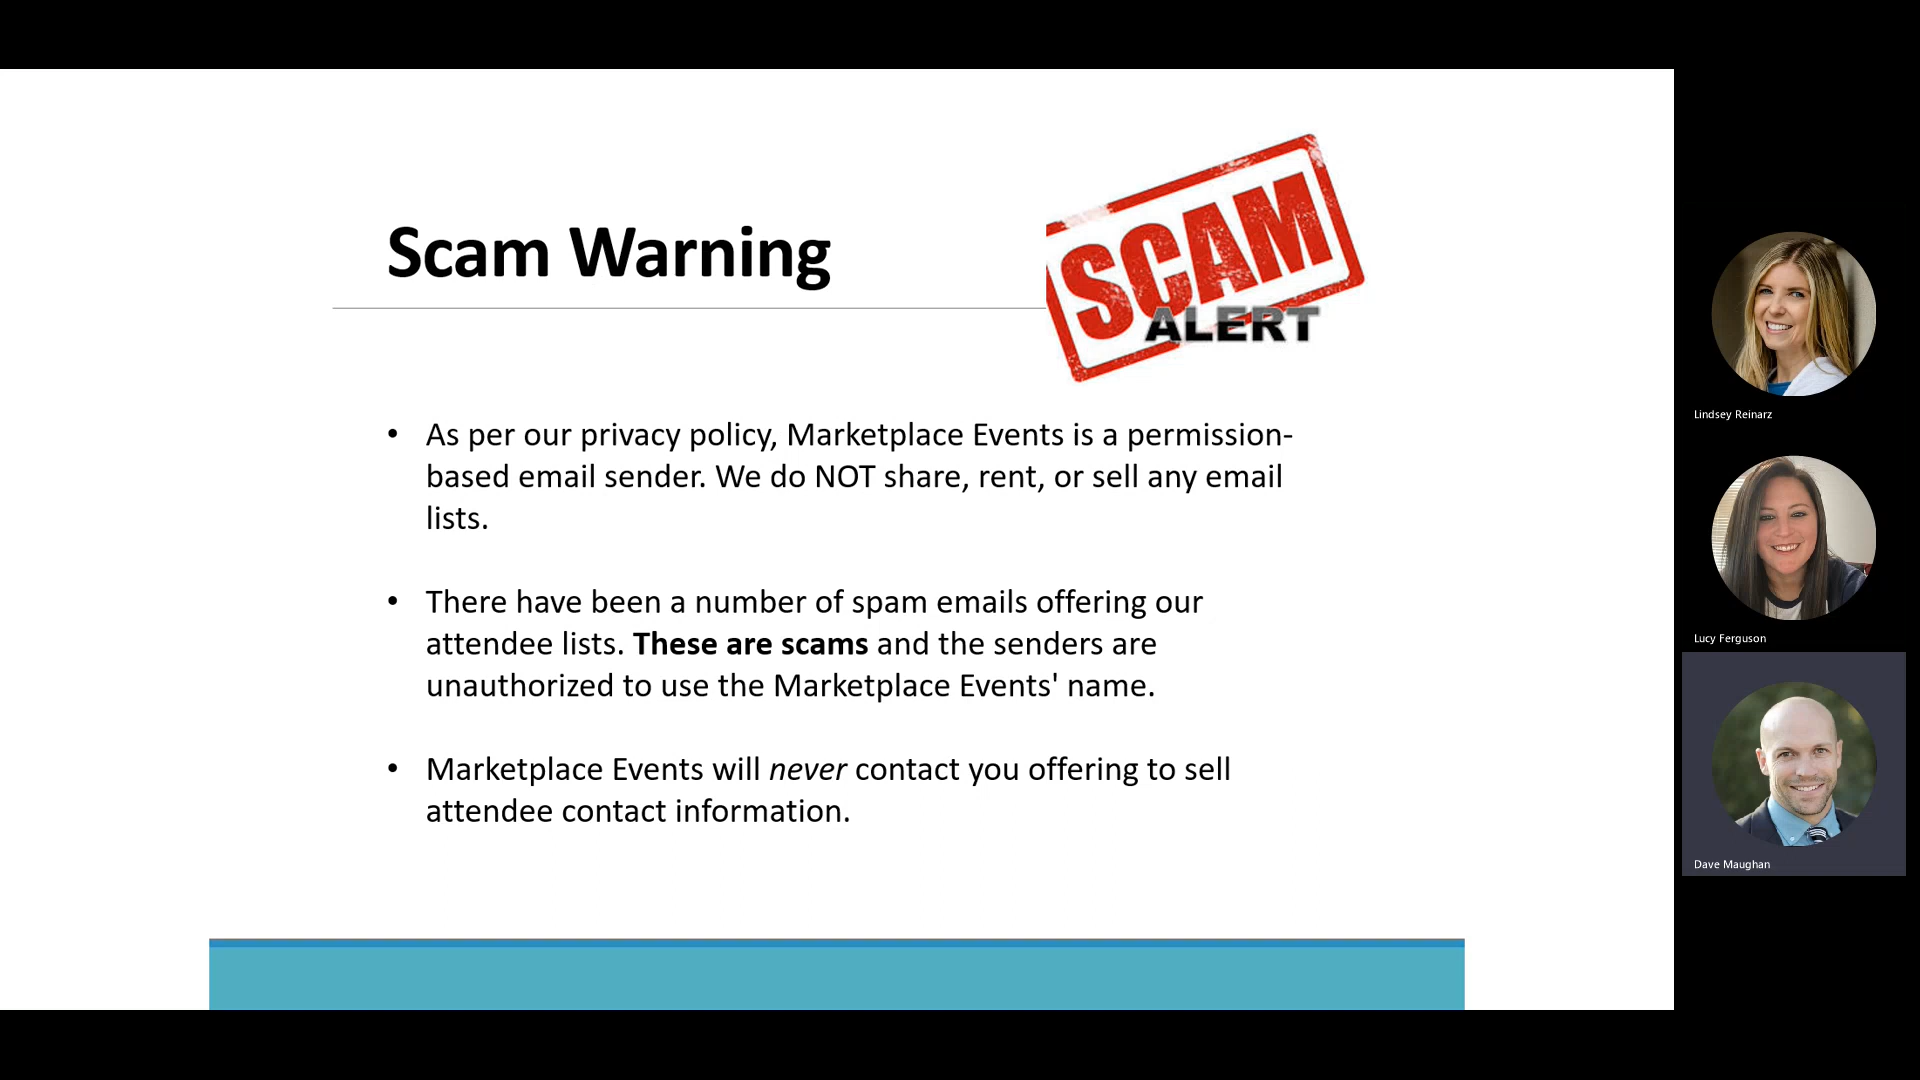 Scam Warning
SCAM
ALERT
• As per our privacy policy, Marketplace Events is a permission-
based email sender. We do NOT share, rent, or sell any email
lists.
• There have been a number of spam emails offering our
attendee lists. These are scams and the senders are
unauthorized to use the Marketplace Events' name.
• Marketplace Events will never contact you offering to sell
attendee contact information.
Lindsey Reinarz
Lucy Ferguson
Dave Maughan